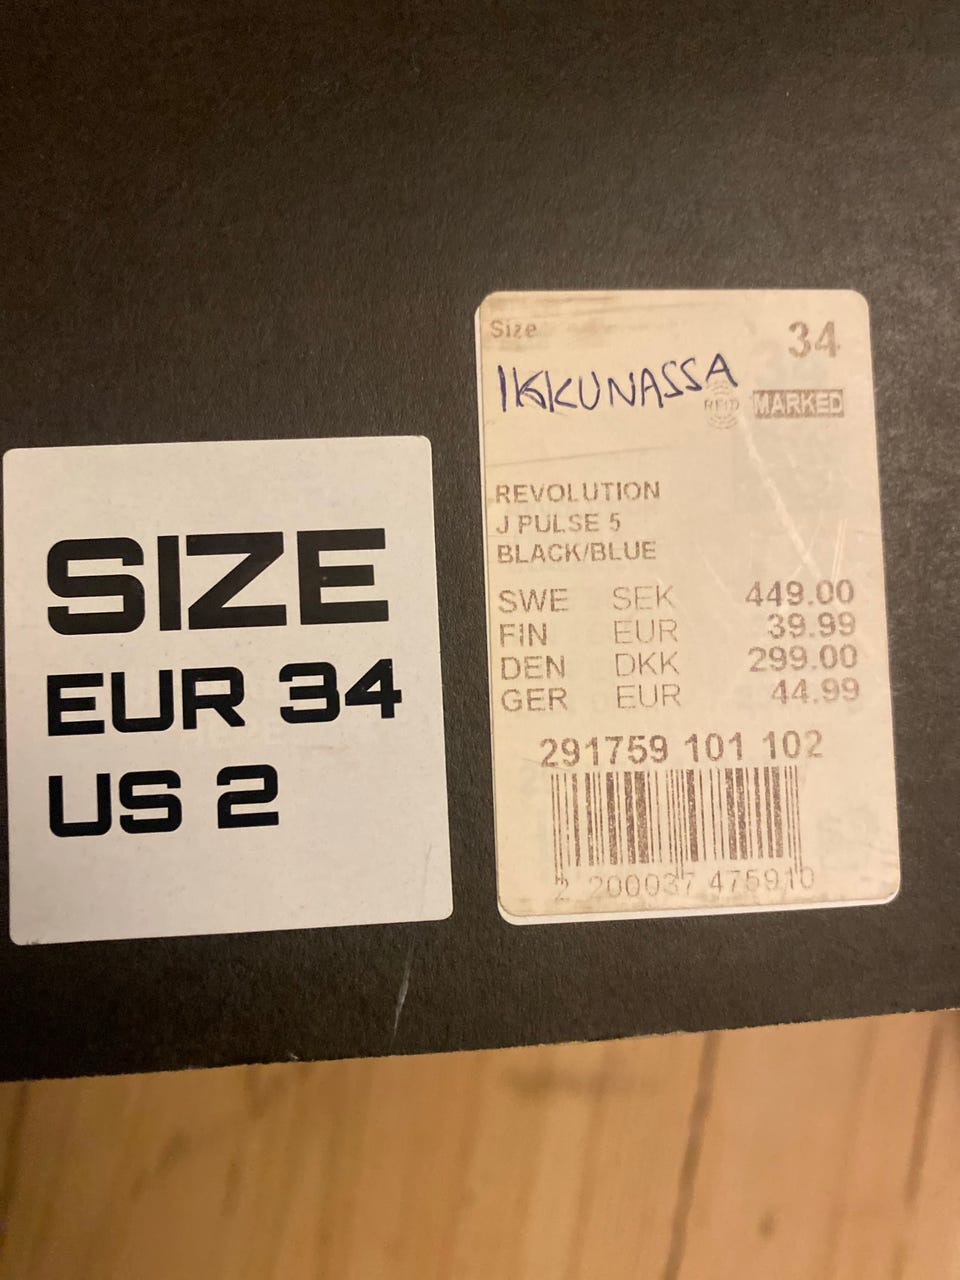 SIZE
EUR 34
US 2
Size 34
IKKUNASSA
RFID MARKED
REVOLUTION
J PULSE 5
BLACK/BLUE
SWE SEK 449.00
FIN EUR 39.99
DEN DKK 299.00
GER EUR 44.99
291759 101 102
2 200037 475910